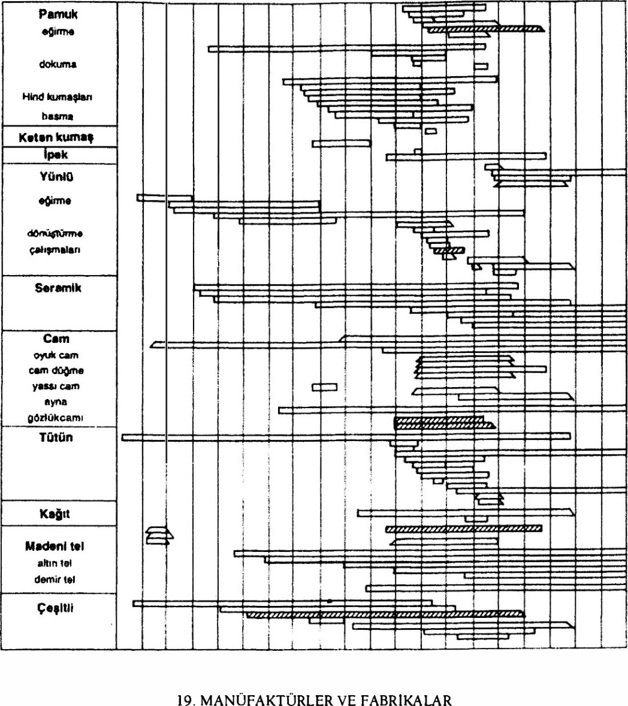 Pamuk
eğirme
dokuma
Hind kumaşları
basma
Keten kumaş
İpek
Yünlü
eğirme
dönüştürme
çalışmaları
Seramik
Cam
oyuk cam
cam düğme
yassı cam
ayna
gözlükcamı
Tütün
Kağıt
Madeni tel
altın tel
demir tel
Çeşitli
19. MANÜFAKTÜRLER VE FABRİKALAR